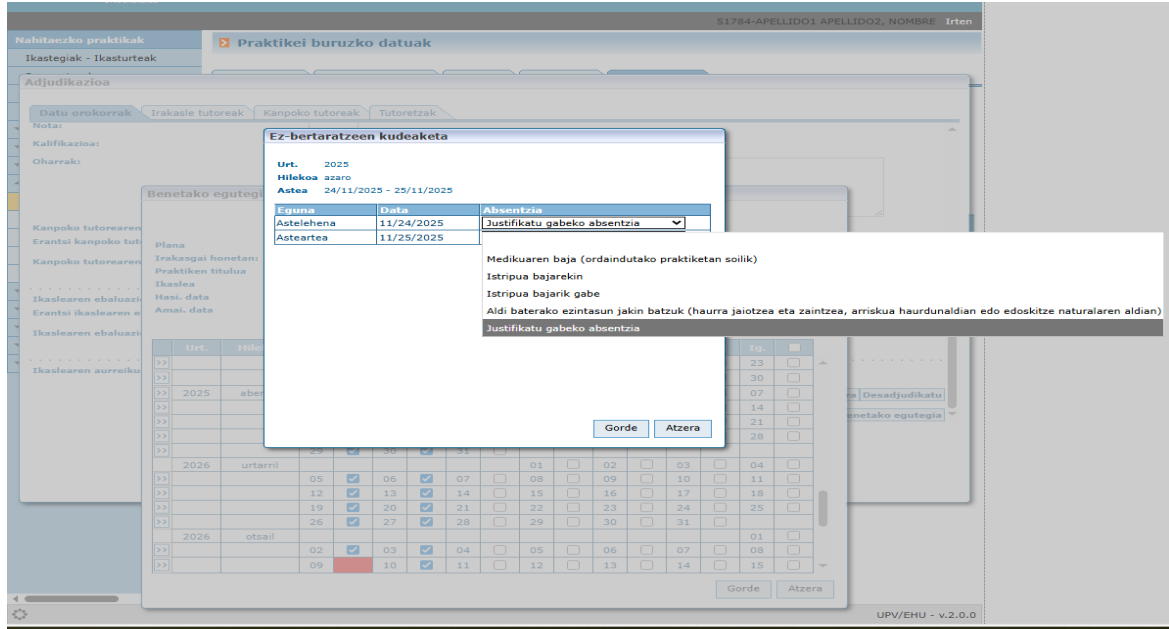 S1784-APELLIDO1 APELLIDO2, NOMBRE Irten
Nahitaezko praktikak
Praktikei buruzko datuak
Ikastegiak - Ikasturteak
Adjudikazioa
Datu orokorrak Irakasle tutoreak Kanpoko tutoreak Tutoretzak
Nota:
Kalifikazioa:
Oharrak:
Ez-bertaratzeen kudeaketa
Urt. 2025
Hilekoa azaro
Astea 24/11/2025 - 25/11/2025
Eguna Data Absentzia
Astelehena 11/24/2025 Justifikatu gabeko absentzia
Asteartea 11/25/2025
Medikuaren baja (ordaindutako praktiketan soilik)
Istripua bajarekin
Istripua bajarik gabe
Aldi baterako ezintasun jakin batzuk (haurra jaiotzea eta zaintzea, arriskua haurdunaldian edo edoskitze naturalaren aldian)
Justifikatu gabeko absentzia
Gorde Atzera
Benetako egutegi
Kanpoko tutorearen
Erantsi kanpoko tut
Kanpoko tutorearen
Ikaslearen ebaluazi
Erantsi ikaslearen e
Ikaslearen ebaluazi
Ikaslearen aurreiku
Plana
Irakasgai honetan:
Praktiken titulua
Ikaslea
Hasi. data
Amai. data
Urt. Hile Ig.
>> 23
>> 30
>> 2025 aben 07
>> 14
>> 21
>> 28
>> 29 30 31
2026 urtarril 01 02 03 04
>> 05 06 07 08 09 10 11
>> 12 13 14 15 16 17 18
>> 19 20 21 22 23 24 25
>> 26 27 28 29 30 31
2026 otsail 01
>> 02 03 04 05 06 07 08
>> 09 10 11 12 13 14 15
Desadjudikatu
enetako egutegia
Gorde Atzera
UPV/EHU - v.2.0.0